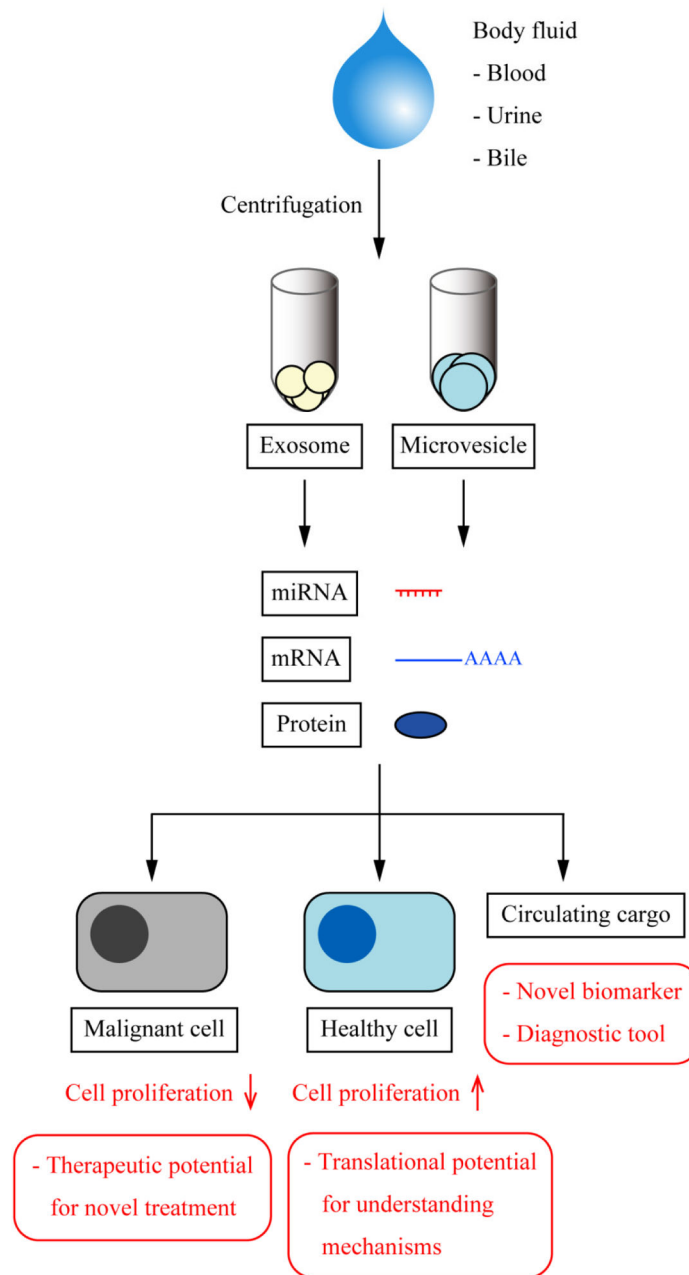 Body fluid
- Blood
- Urine
- Bile
Centrifugation
Exosome
Microvesicle
miRNA
mRNA
AAAA
Protein
Circulating cargo
- Novel biomarker
- Diagnostic tool
Malignant cell
Healthy cell
Cell proliferation ↓
Cell proliferation ↑
- Therapeutic potential
for novel treatment
- Translational potential
for understanding
mechanisms